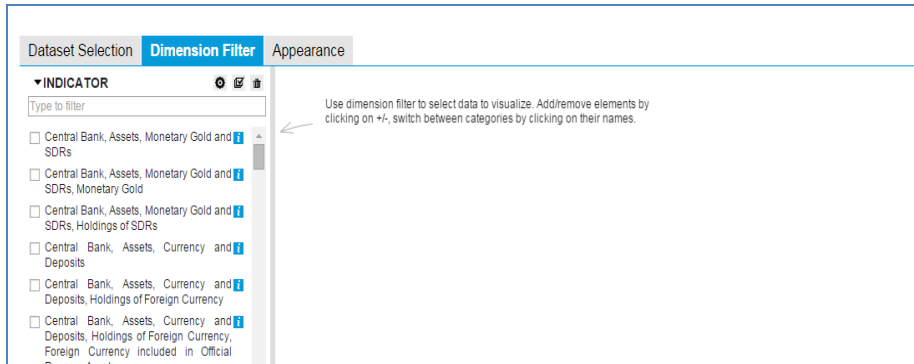 Dataset Selection Dimension Filter Appearance
INDICATOR
Type to filter
Use dimension filter to select data to visualize. Add/remove elements by
clicking on +/-, switch between categories by clicking on their names.
Central Bank, Assets, Monetary Gold and i
SDRs
Central Bank, Assets, Monetary Gold and i
SDRs, Monetary Gold
Central Bank, Assets, Monetary Gold and i
SDRs, Holdings of SDRs
Central Bank, Assets, Currency and i
Deposits
Central Bank, Assets, Currency and i
Deposits, Holdings of Foreign Currency
Central Bank, Assets, Currency and i
Deposits, Holdings of Foreign Currency,
Foreign Currency included in Official